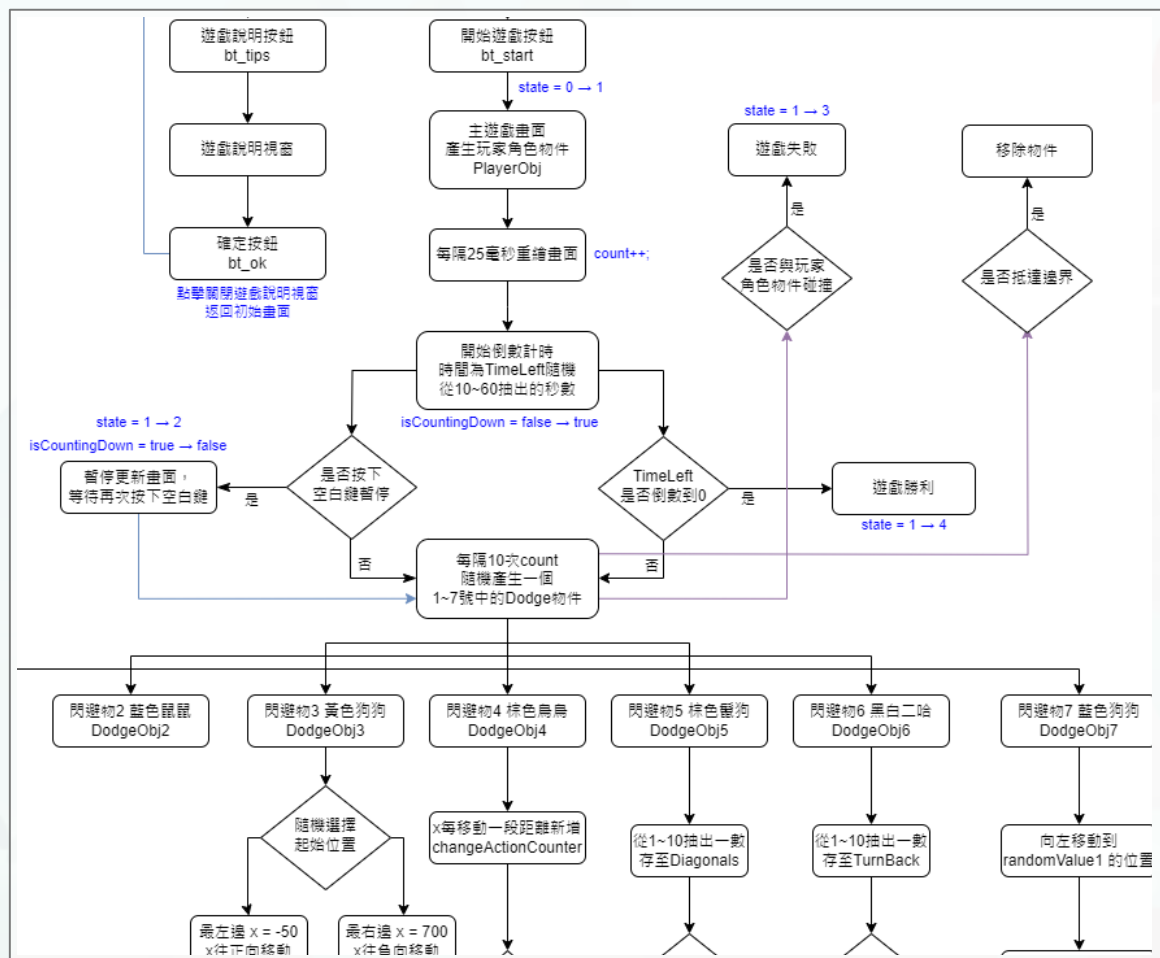 遊戲說明按鈕
bt_tips
開始遊戲按鈕
bt_start
state = 0 → 1
主遊戲畫面
產生玩家角色物件
PlayerObj
state = 1 → 3
遊戲失敗
移除物件
遊戲說明視窗
是
是
確定按鈕
bt_ok
點擊關閉遊戲說明視窗
返回初始畫面
每隔25毫秒重繪畫面
count++;
是否與玩家
角色物件碰撞
是否抵達邊界
開始倒數計時
時間為TimeLeft隨機
從10~60抽出的秒數
isCountingDown = false → true
state = 1 → 2
isCountingDown = true → false
暫停更新畫面，
等待再次按下空白鍵
是
是否按下
空白鍵暫停
否
TimeLeft
是否倒數到0
是
否
遊戲勝利
state = 1 → 4
每隔10次count
隨機產生一個
1~7號中的Dodge物件
閃避物2 藍色鼠鼠
DodgeObj2
閃避物3 黃色狗狗
DodgeObj3
閃避物4 棕色鳥鳥
DodgeObj4
閃避物5 棕色鬣狗
DodgeObj5
閃避物6 黑白二哈
DodgeObj6
閃避物7 藍色狗狗
DodgeObj7
隨機選擇
起始位置
x每移動一段距離新增
changeActionCounter
從1~10抽出一數
存至Diagonals
從1~10抽出一數
存至TurnBack
向左移動到
randomValue1 的位置
最左邊 x = -50
x往正向移動
最右邊 x = 700
x往負向移動